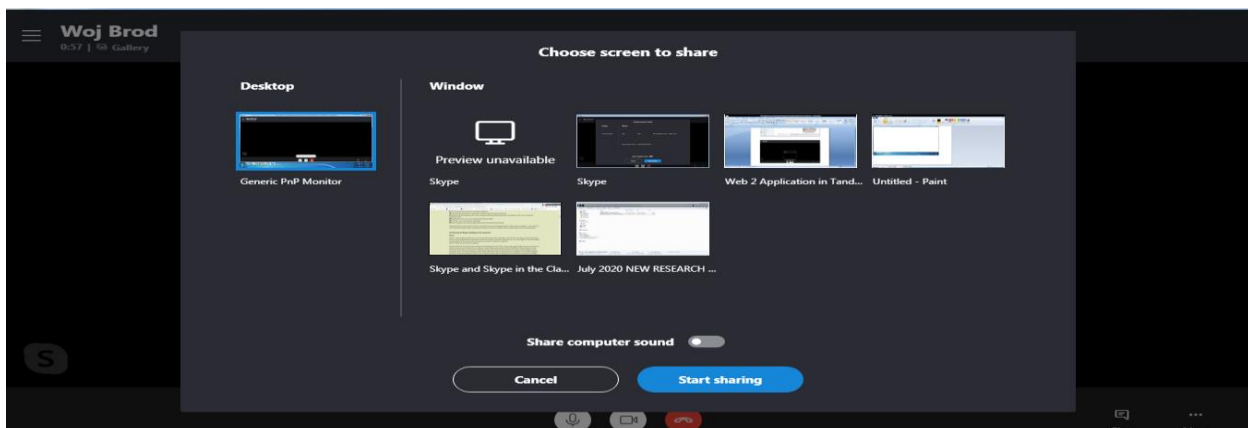 Woj Brod
0:57 | Gallery
Choose screen to share
Desktop
Window
Preview unavailable
Generic PnP Monitor
Skype
Skype
Web 2 Application in Tand...
Untitled - Paint
Skype and Skype in the Cla...
July 2020 NEW RESEARCH ...
Share computer sound
Cancel
Start sharing
S